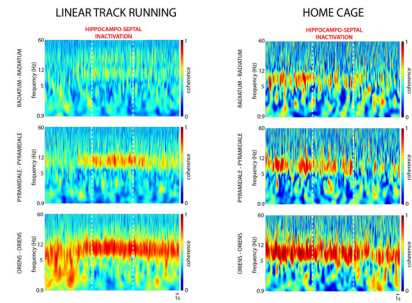 LINEAR TRACK RUNNING
HOME CAGE
HIPPOCAMPO-SEPTAL
INACTIVATION
RADIATUM - RADIATUM
frequency (Hz)
60
12
5
0.9
1
coherence
0
PYRAMIDALE - PYRAMIDALE
frequency (Hz)
60
12
5
0.9
1
coherence
0
ORIENS - ORIENS
frequency (Hz)
60
12
5
0.9
1
coherence
0
1s
HIPPOCAMPO-SEPTAL
INACTIVATION
RADIATUM - RADIATUM
frequency (Hz)
60
12
5
0.9
1
coherence
0
PYRAMIDALE - PYRAMIDALE
frequency (Hz)
60
12
5
0.9
1
coherence
0
ORIENS - ORIENS
frequency (Hz)
60
12
5
0.9
1
coherence
0
1s